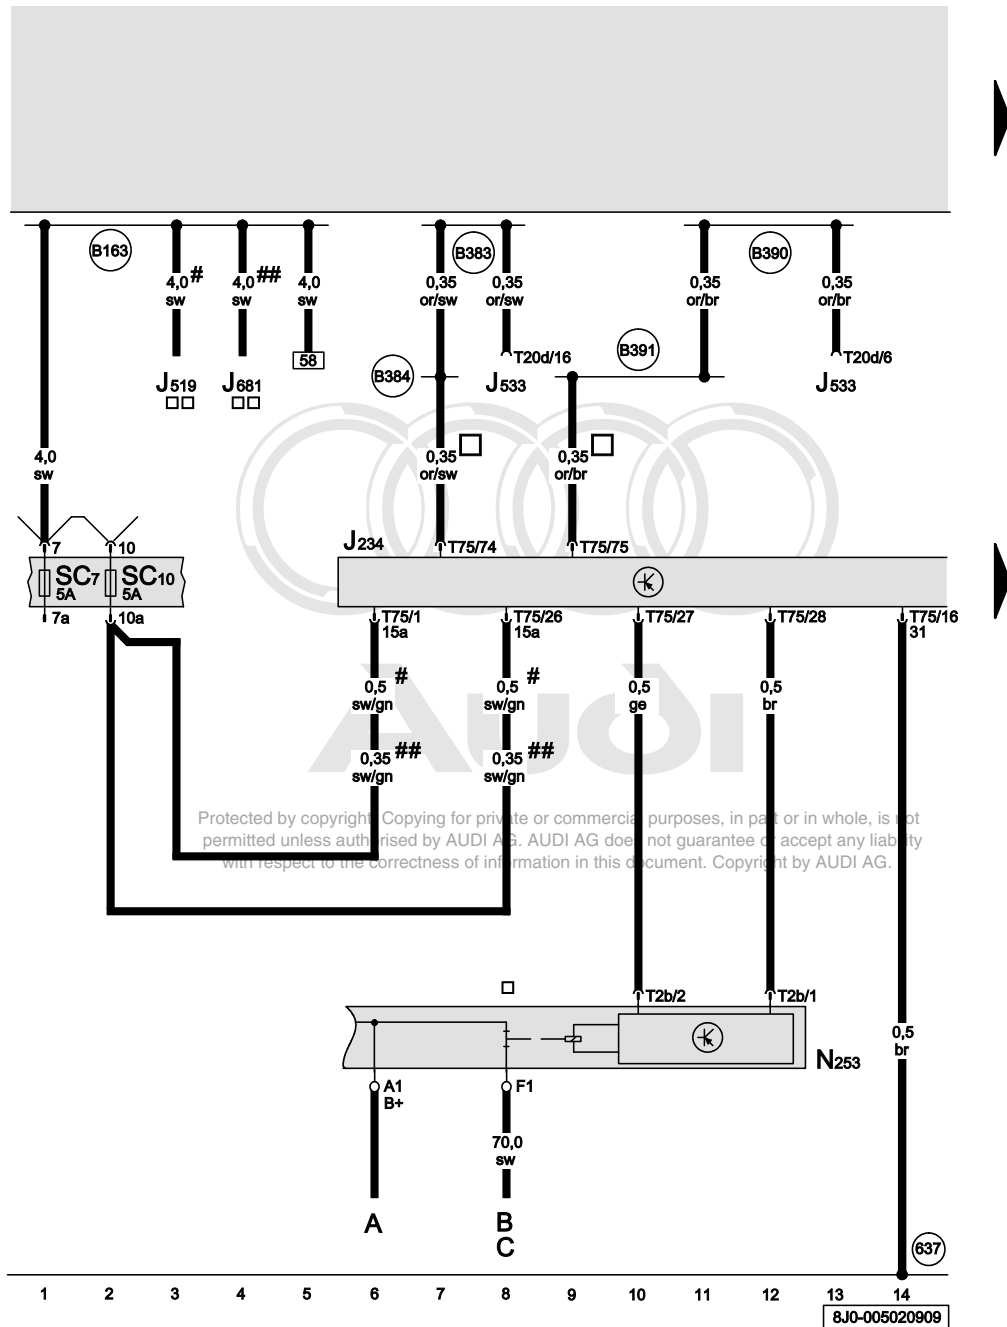 B163
B383
B390
4,0 # 4,0 ## 4,0 0,35 0,35 0,35 0,35
sw sw sw or/sw or/sw or/br or/br
58
B384
T20d/16
B391
T20d/6
J519 J681 J533 J533
4,0
sw
0,35
or/sw
0,35
or/br
7 10
J234
T75/74
T75/75
SC7
5A
SC10
5A
7a
10a
T75/1
15a
T75/26
15a
T75/27
T75/28
T75/16
31
0,5 # 0,5 # 0,5 0,5
sw/gn sw/gn ge br
0,35 ## 0,35 ##
sw/gn sw/gn
Audi
Protected by copyright. Copying for private or commercial purposes, in part or in whole, is not
permitted unless authorised by AUDI AG. AUDI AG does not guarantee or accept any liability
with respect to the correctness of information in this document. Copyright by AUDI AG.
T2b/2
T2b/1
0,5
br
N253
A1
B+
F1
70,0
sw
A
B
C
637
1 2 3 4 5 6 7 8 9 10 11 12 13 14
8J0-005020909